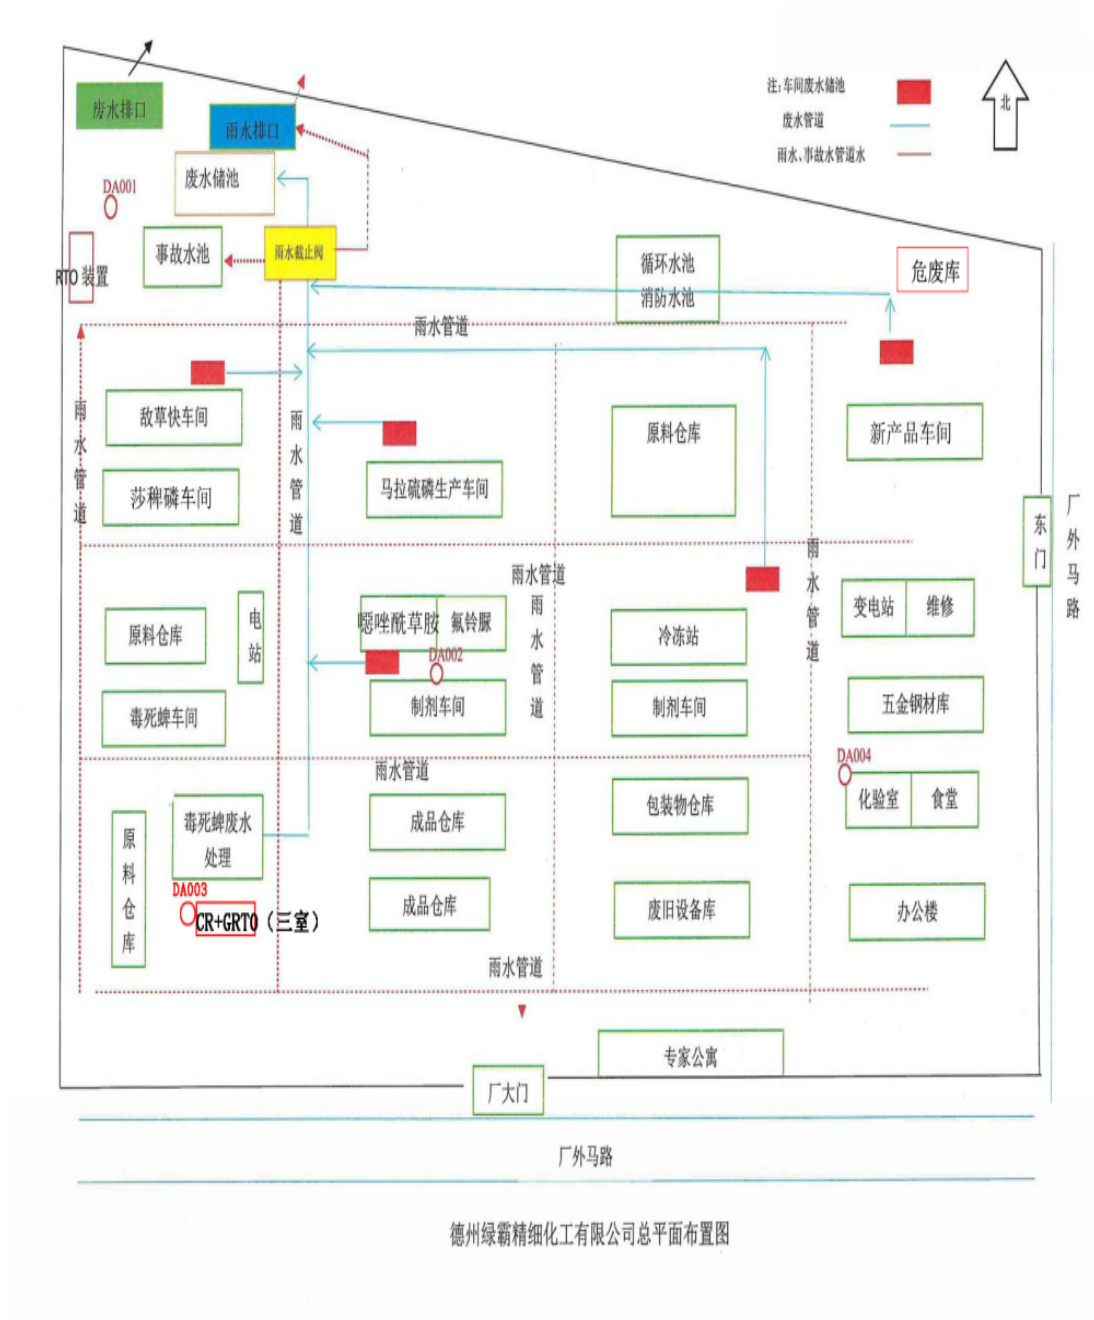 注:车间废水储池
废水管道
雨水、事故水管道水
北
废水排口
雨水排口
废水储池
DA001
事故水池
雨水截止阀
RTO 装置
循环水池
消防水池
危废库
雨水管道
敌草快车间
莎稗磷车间
雨水管道
雨水管道
马拉硫磷生产车间
原料仓库
新产品车间
东门
厂外马路
雨水管道
雨水管道
雨水管道
原料仓库
电站
噁唑酰草胺
氟铃脲
DA002
冷冻站
变电站
维修
毒死蜱车间
制剂车间
制剂车间
五金钢材库
雨水管道
DA004
化验室
食堂
原料仓库
毒死蜱废水
处理
成品仓库
包装物仓库
DA003
CR+GRTO（三室）
成品仓库
废旧设备库
办公楼
雨水管道
专家公寓
厂大门
厂外马路
德州绿霸精细化工有限公司总平面布置图